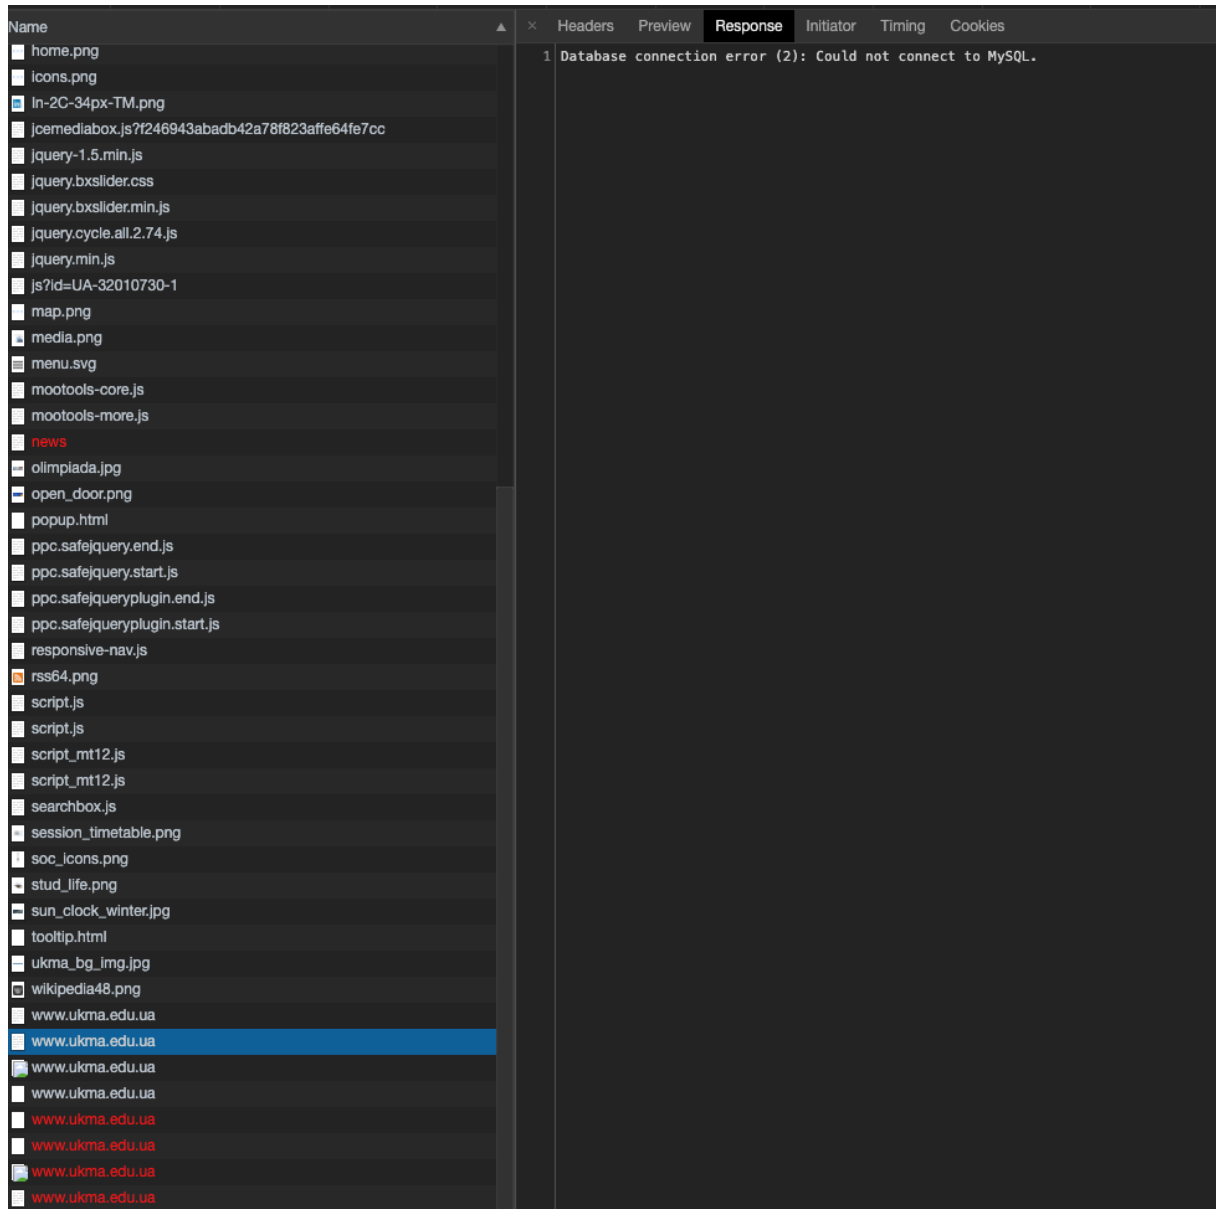 Name
home.png
icons.png
In-2C-34px-TM.png
jcemediabox.js?f246943abadb42a78f823affe64fe7cc
jquery-1.5.min.js
jquery.bxslider.css
jquery.bxslider.min.js
jquery.cycle.all.2.74.js
jquery.min.js
js?id=UA-32010730-1
map.png
media.png
menu.svg
mootools-core.js
mootools-more.js
news
olimpiada.jpg
open_door.png
popup.html
ppc.safejquery.end.js
ppc.safejquery.start.js
ppc.safejqueryplugin.end.js
ppc.safejqueryplugin.start.js
responsive-nav.js
rss64.png
script.js
script.js
script_mt12.js
script_mt12.js
searchbox.js
session_timetable.png
soc_icons.png
stud_life.png
sun_clock_winter.jpg
tooltip.html
ukma_bg_img.jpg
wikipedia48.png
www.ukma.edu.ua
www.ukma.edu.ua
www.ukma.edu.ua
www.ukma.edu.ua
www.ukma.edu.ua
www.ukma.edu.ua
www.ukma.edu.ua
www.ukma.edu.ua
Headers Preview Response Initiator Timing Cookies
1 Database connection error (2): Could not connect to MySQL.